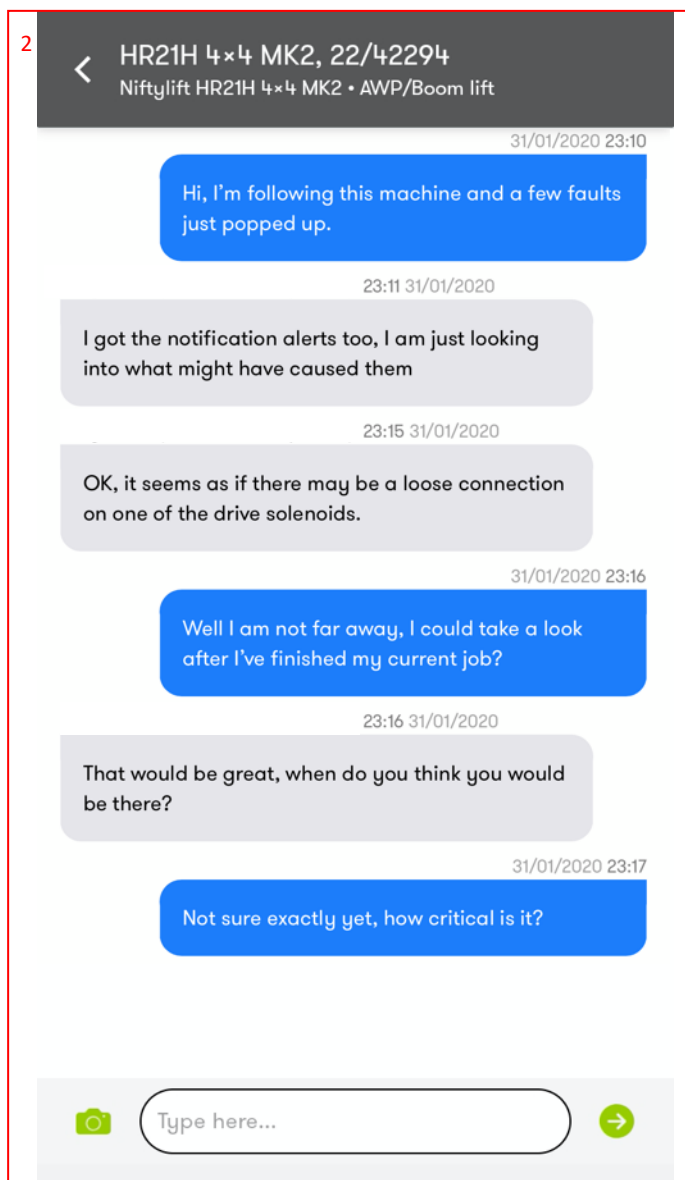 2
HR21H 4×4 MK2, 22/42294
Niftylift HR21H 4×4 MK2 • AWP/Boom lift
31/01/2020 23:10
Hi, I'm following this machine and a few faults
just popped up.
23:11 31/01/2020
I got the notification alerts too, I am just looking
into what might have caused them
23:15 31/01/2020
OK, it seems as if there may be a loose connection
on one of the drive solenoids.
31/01/2020 23:16
Well I am not far away, I could take a look
after I've finished my current job?
23:16 31/01/2020
That would be great, when do you think you would
be there?
31/01/2020 23:17
Not sure exactly yet, how critical is it?
Type here...